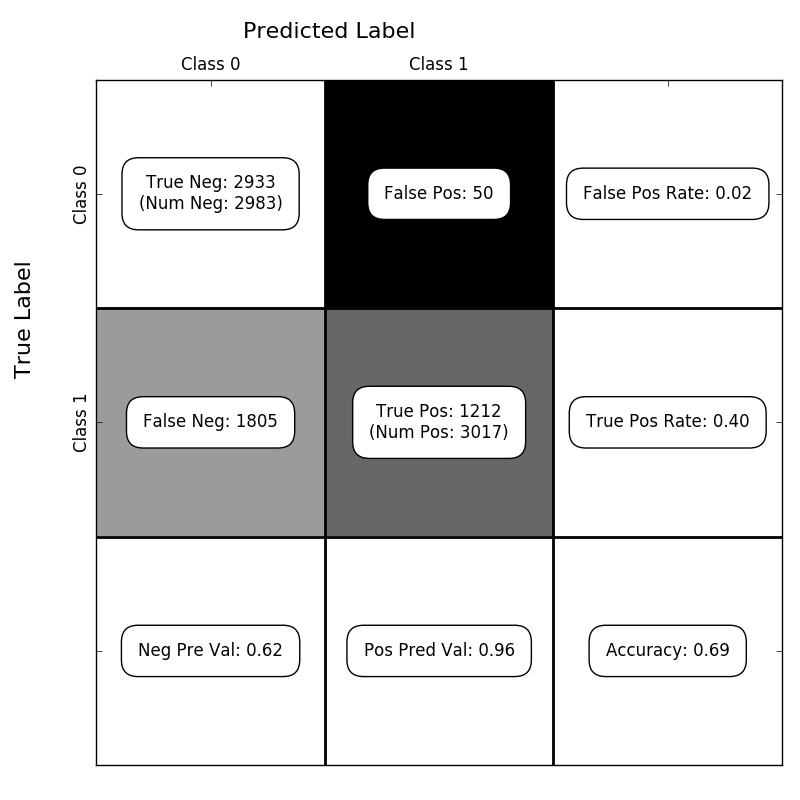 Predicted Label
Class 0
Class 1
True Label
Class 0
True Neg: 2933
(Num Neg: 2983)
False Pos: 50
False Pos Rate: 0.02
Class 1
False Neg: 1805
True Pos: 1212
(Num Pos: 3017)
True Pos Rate: 0.40
Neg Pre Val: 0.62
Pos Pred Val: 0.96
Accuracy: 0.69